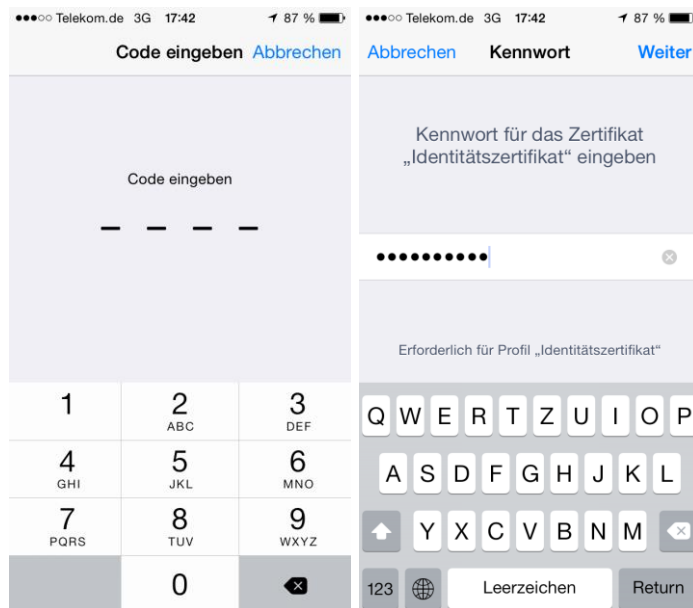 Telekom.de 3G 17:42 87 %
Code eingeben Abbrechen
Code eingeben
1 2 3
ABC DEF
4 5 6
GHI JKL MNO
7 8 9
PQRS TUV WXYZ
0
Telekom.de 3G 17:42 87 %
Abbrechen Kennwort Weiter
Kennwort für das Zertifikat
„Identitätszertifikat“ eingeben
••••••••••
Erforderlich für Profil „Identitätszertifikat“
Q W E R T Z U I O P
A S D F G H J K L
Y X C V B N M
123 Leerzeichen Return